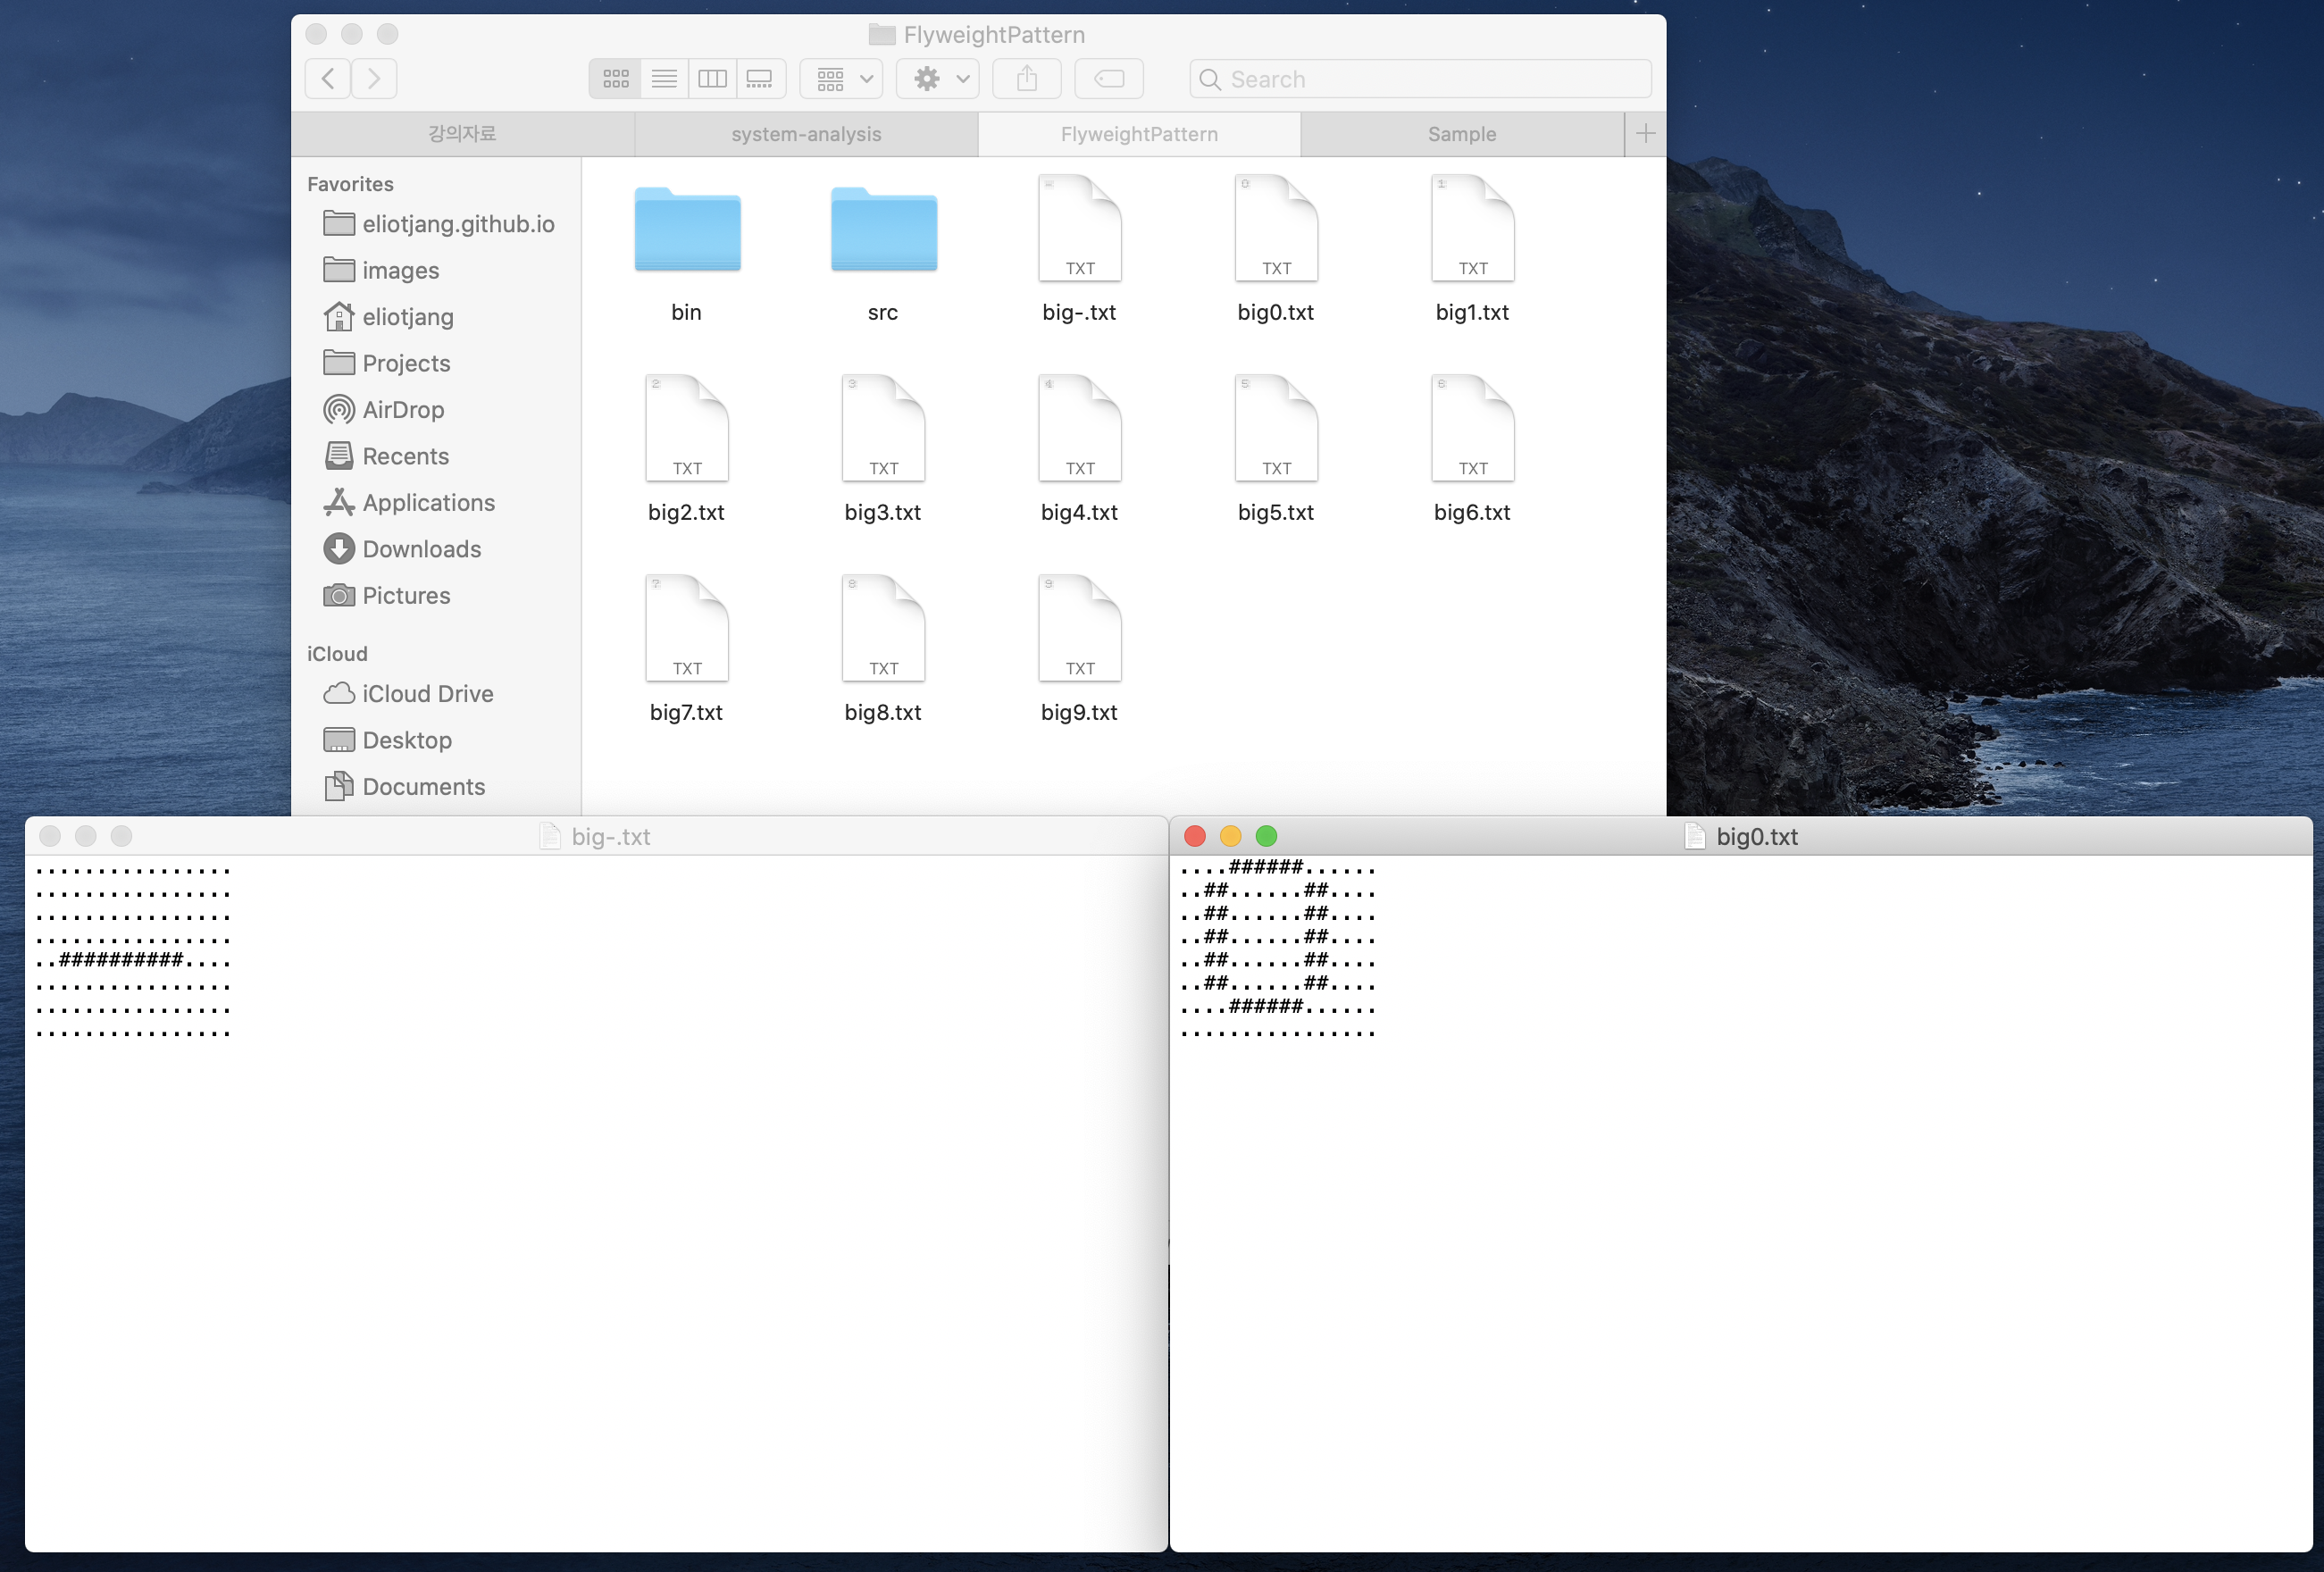 FlyweightPattern
Search
강의자료
system-analysis
FlyweightPattern
Sample
Favorites
eliotjang.github.io
images
eliotjang
Projects
AirDrop
Recents
Applications
Downloads
Pictures
iCloud
iCloud Drive
Desktop
Documents
bin
src
TXT
big-.txt
TXT
big0.txt
TXT
big1.txt
TXT
big2.txt
TXT
big3.txt
TXT
big4.txt
TXT
big5.txt
TXT
big6.txt
TXT
big7.txt
TXT
big8.txt
TXT
big9.txt
big-.txt
................
................
................
................
..##########....
................
................
................
big0.txt
....######......
..##......##....
..##......##....
..##......##....
..##......##....
..##......##....
....######......
................